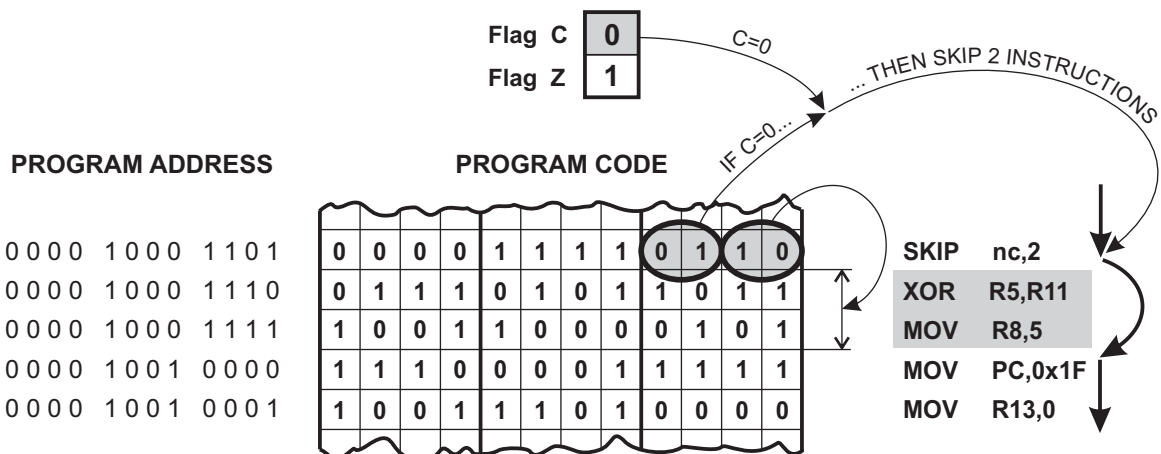 Flag C 0
Flag Z 1
C=0
IF C=0...
... THEN SKIP 2 INSTRUCTIONS
PROGRAM ADDRESS PROGRAM CODE
0000 1000 1101 0 0 0 0 1 1 1 1 0 1 1 0 SKIP nc,2
0000 1000 1110 0 1 1 1 0 1 0 1 1 0 1 1 XOR R5,R11
0000 1000 1111 1 0 0 1 1 0 0 0 0 1 0 1 MOV R8,5
0000 1001 0000 1 1 1 0 0 0 0 1 1 1 1 1 MOV PC,0x1F
0000 1001 0001 1 0 0 1 1 1 0 1 0 0 0 0 MOV R13,0